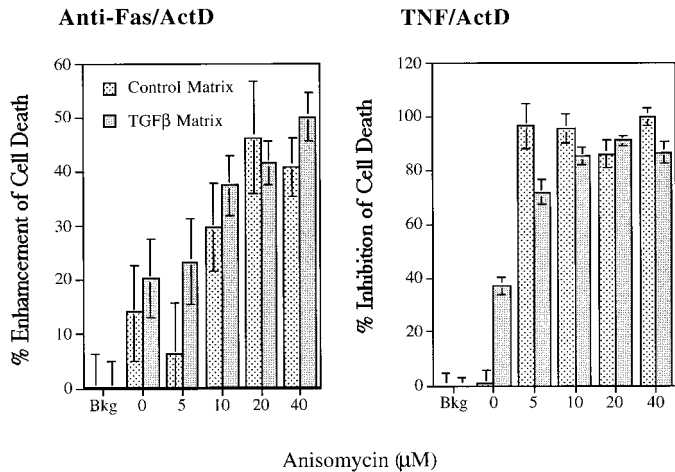 Anti-Fas/ActD
% Enhamcement of Cell Death
60
50
40
30
20
10
0
Control Matrix
TGFβ Matrix
Bkg 0 5 10 20 40
TNF/ActD
% Inhibition of Cell Death
120
100
80
60
40
20
0
Bkg 0 5 10 20 40
Anisomycin (μM)